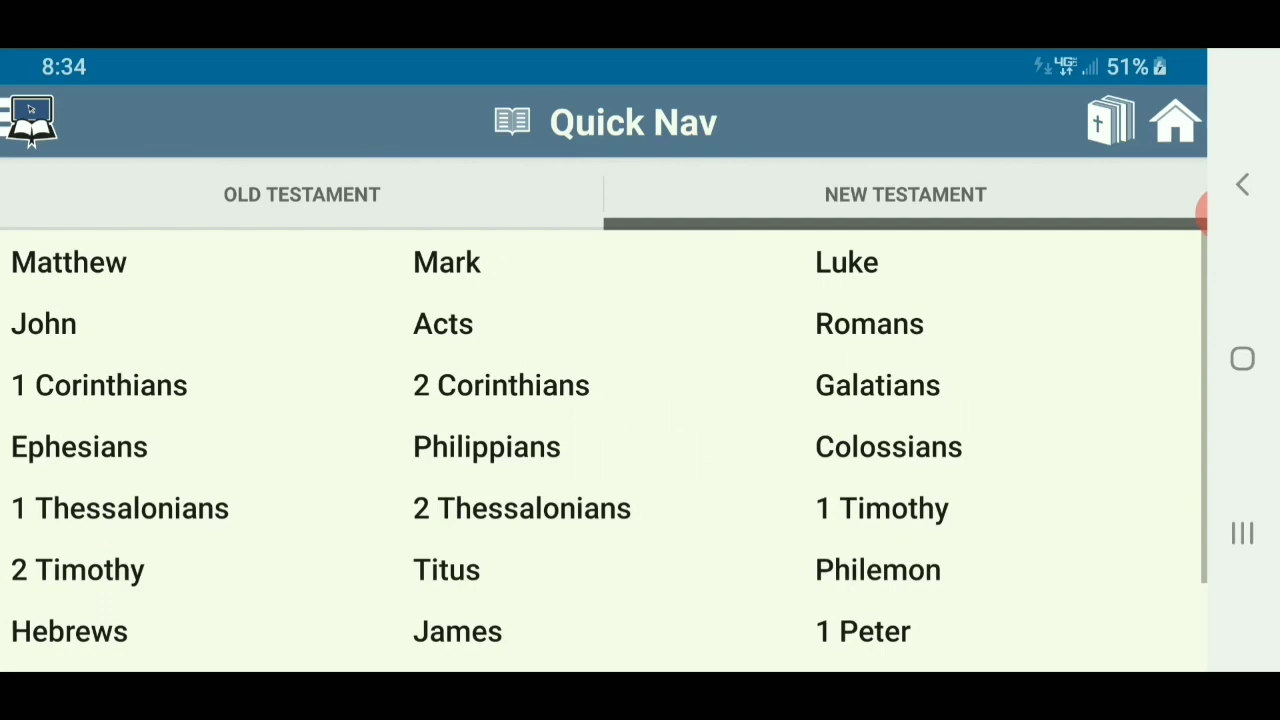 8:34 4G 51%
Quick Nav
OLD TESTAMENT NEW TESTAMENT
Matthew Mark Luke
John Acts Romans
1 Corinthians 2 Corinthians Galatians
Ephesians Philippians Colossians
1 Thessalonians 2 Thessalonians 1 Timothy
2 Timothy Titus Philemon
Hebrews James 1 Peter